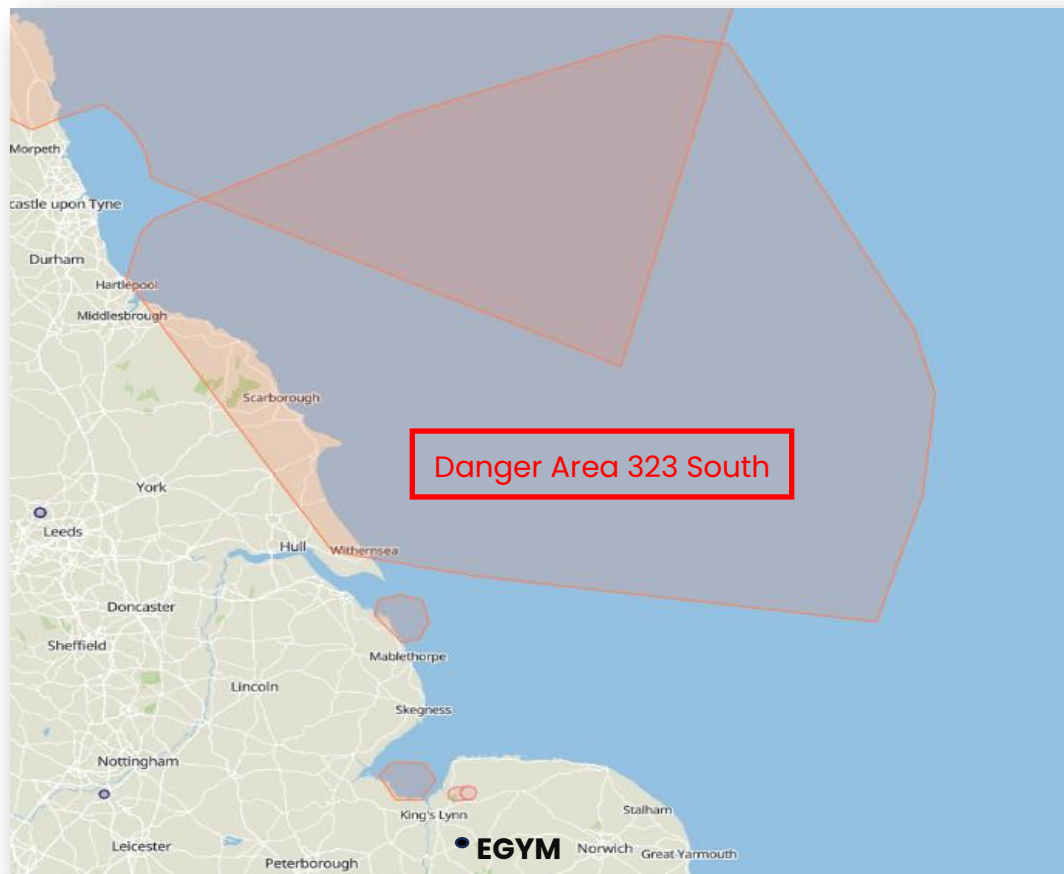 Morpeth
castle upon Tyne
Durham
Hartlepool
Middlesbrough
Scarborough
Danger Area 323 South
York
Leeds
Hull
Withernsea
Doncaster
Sheffield
Mablethorpe
Lincoln
Skegness
Nottingham
King's Lynn
Stalham
Leicester
EGYM
Norwich
Great Yarmouth
Peterborough